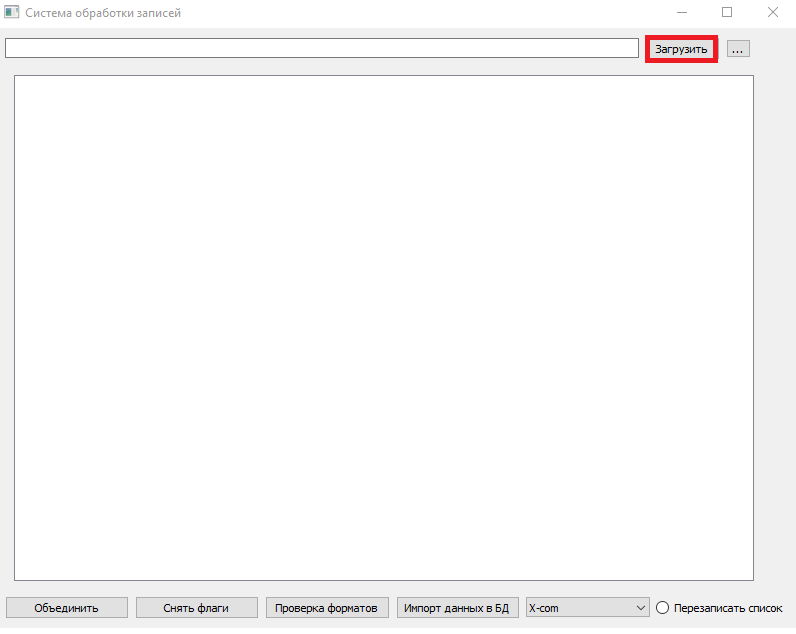 Система обработки записей
Загрузить ...
Объединить Снять флаги Проверка форматов Импорт данных в БД X-com Перезаписать список